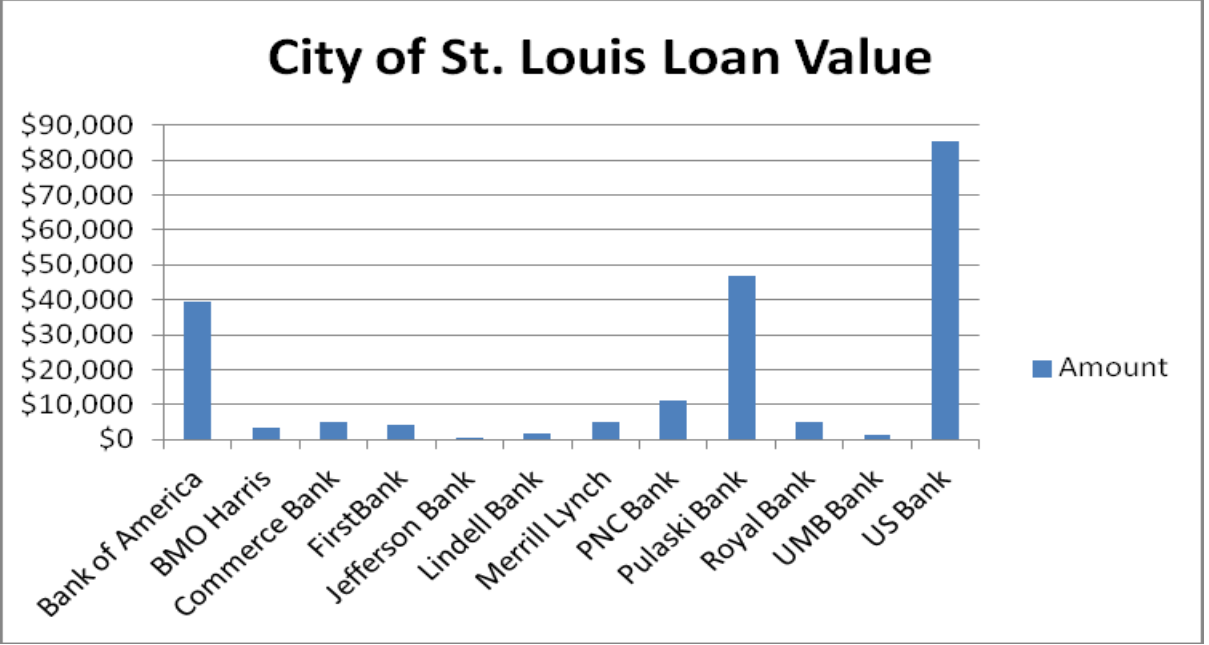 City of St. Louis Loan Value
$90,000
$80,000
$70,000
$60,000
$50,000
$40,000
$30,000
$20,000
$10,000
$0
Amount
Bank of America
BMO Harris
Commerce Bank
FirstBank
Jefferson Bank
Lindell Bank
Merrill Lynch
PNC Bank
Pulaski Bank
Royal Bank
UMB Bank
US Bank